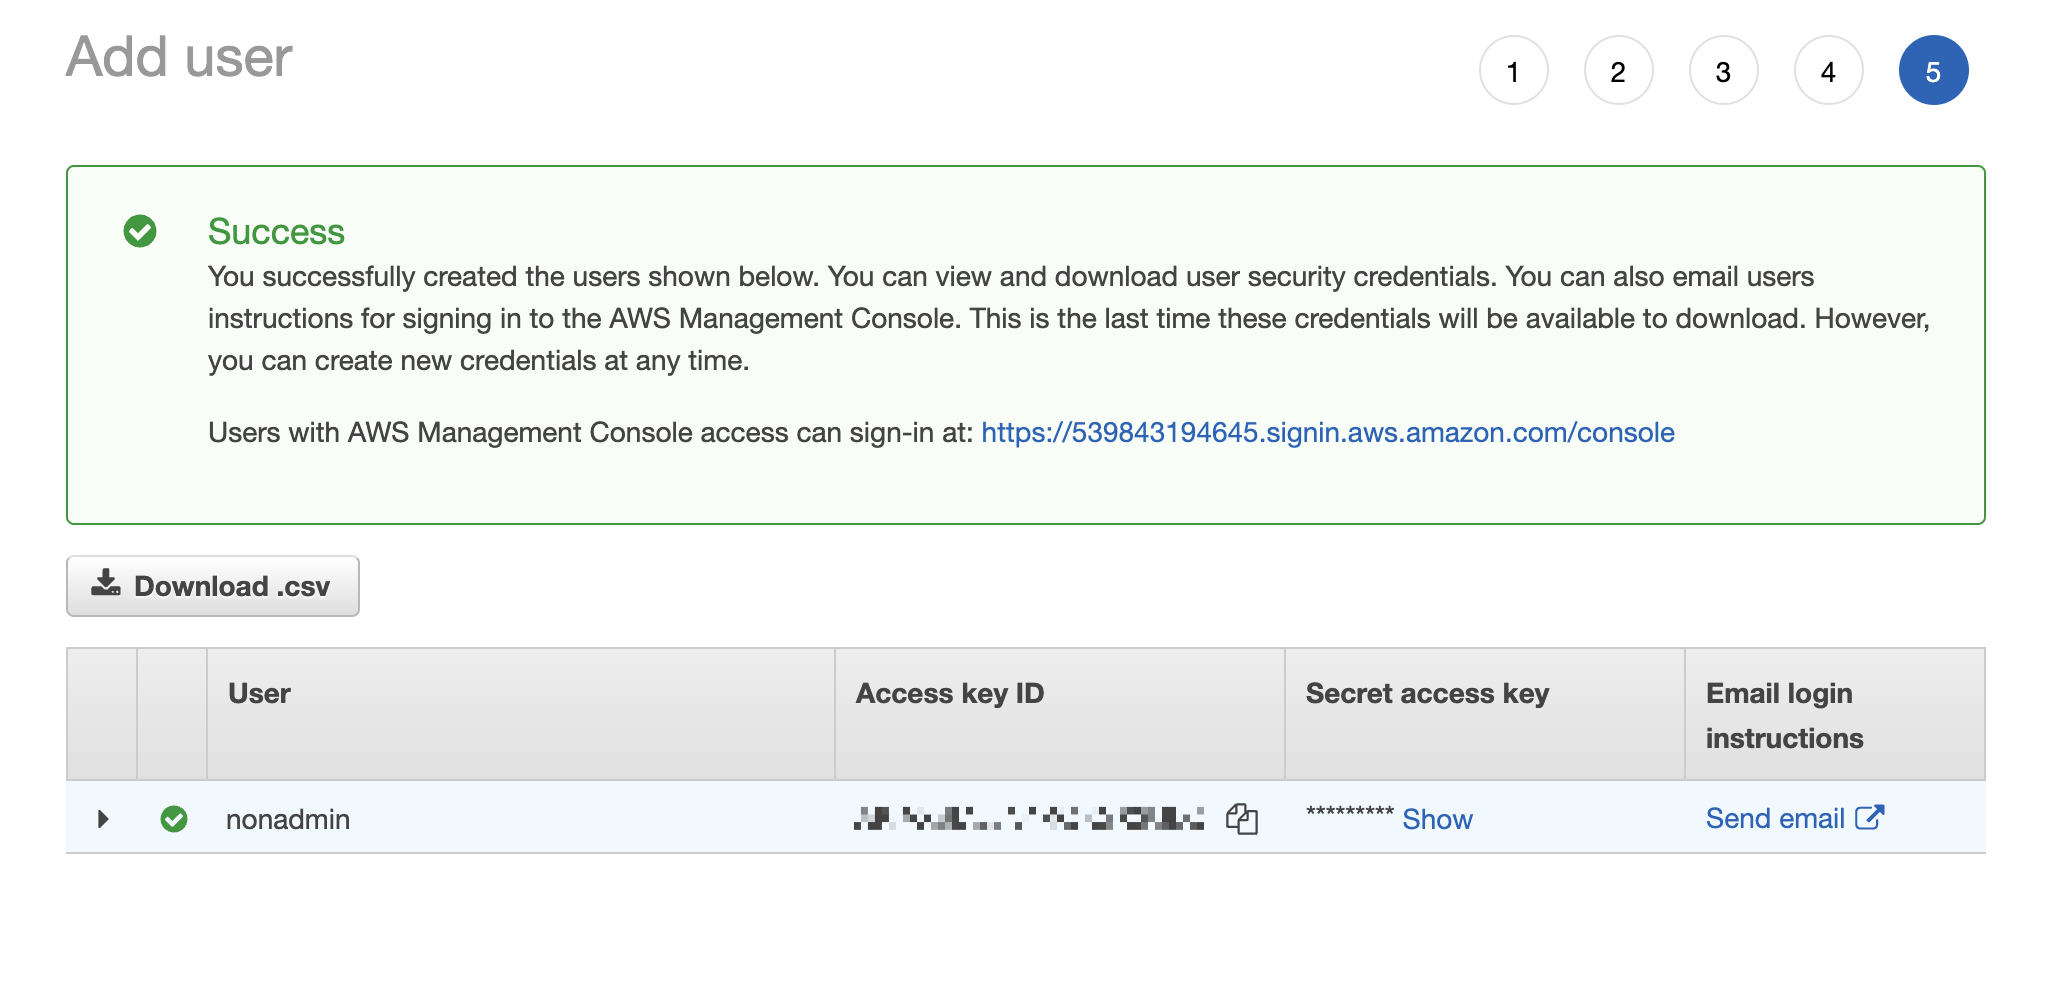 Add user
1 2 3 4 5
Success
You successfully created the users shown below. You can view and download user security credentials. You can also email users
instructions for signing in to the AWS Management Console. This is the last time these credentials will be available to download. However,
you can create new credentials at any time.
Users with AWS Management Console access can sign-in at: https://539843194645.signin.aws.amazon.com/console
Download .csv
User Access key ID Secret access key Email login
instructions
nonadmin ********* Show Send email